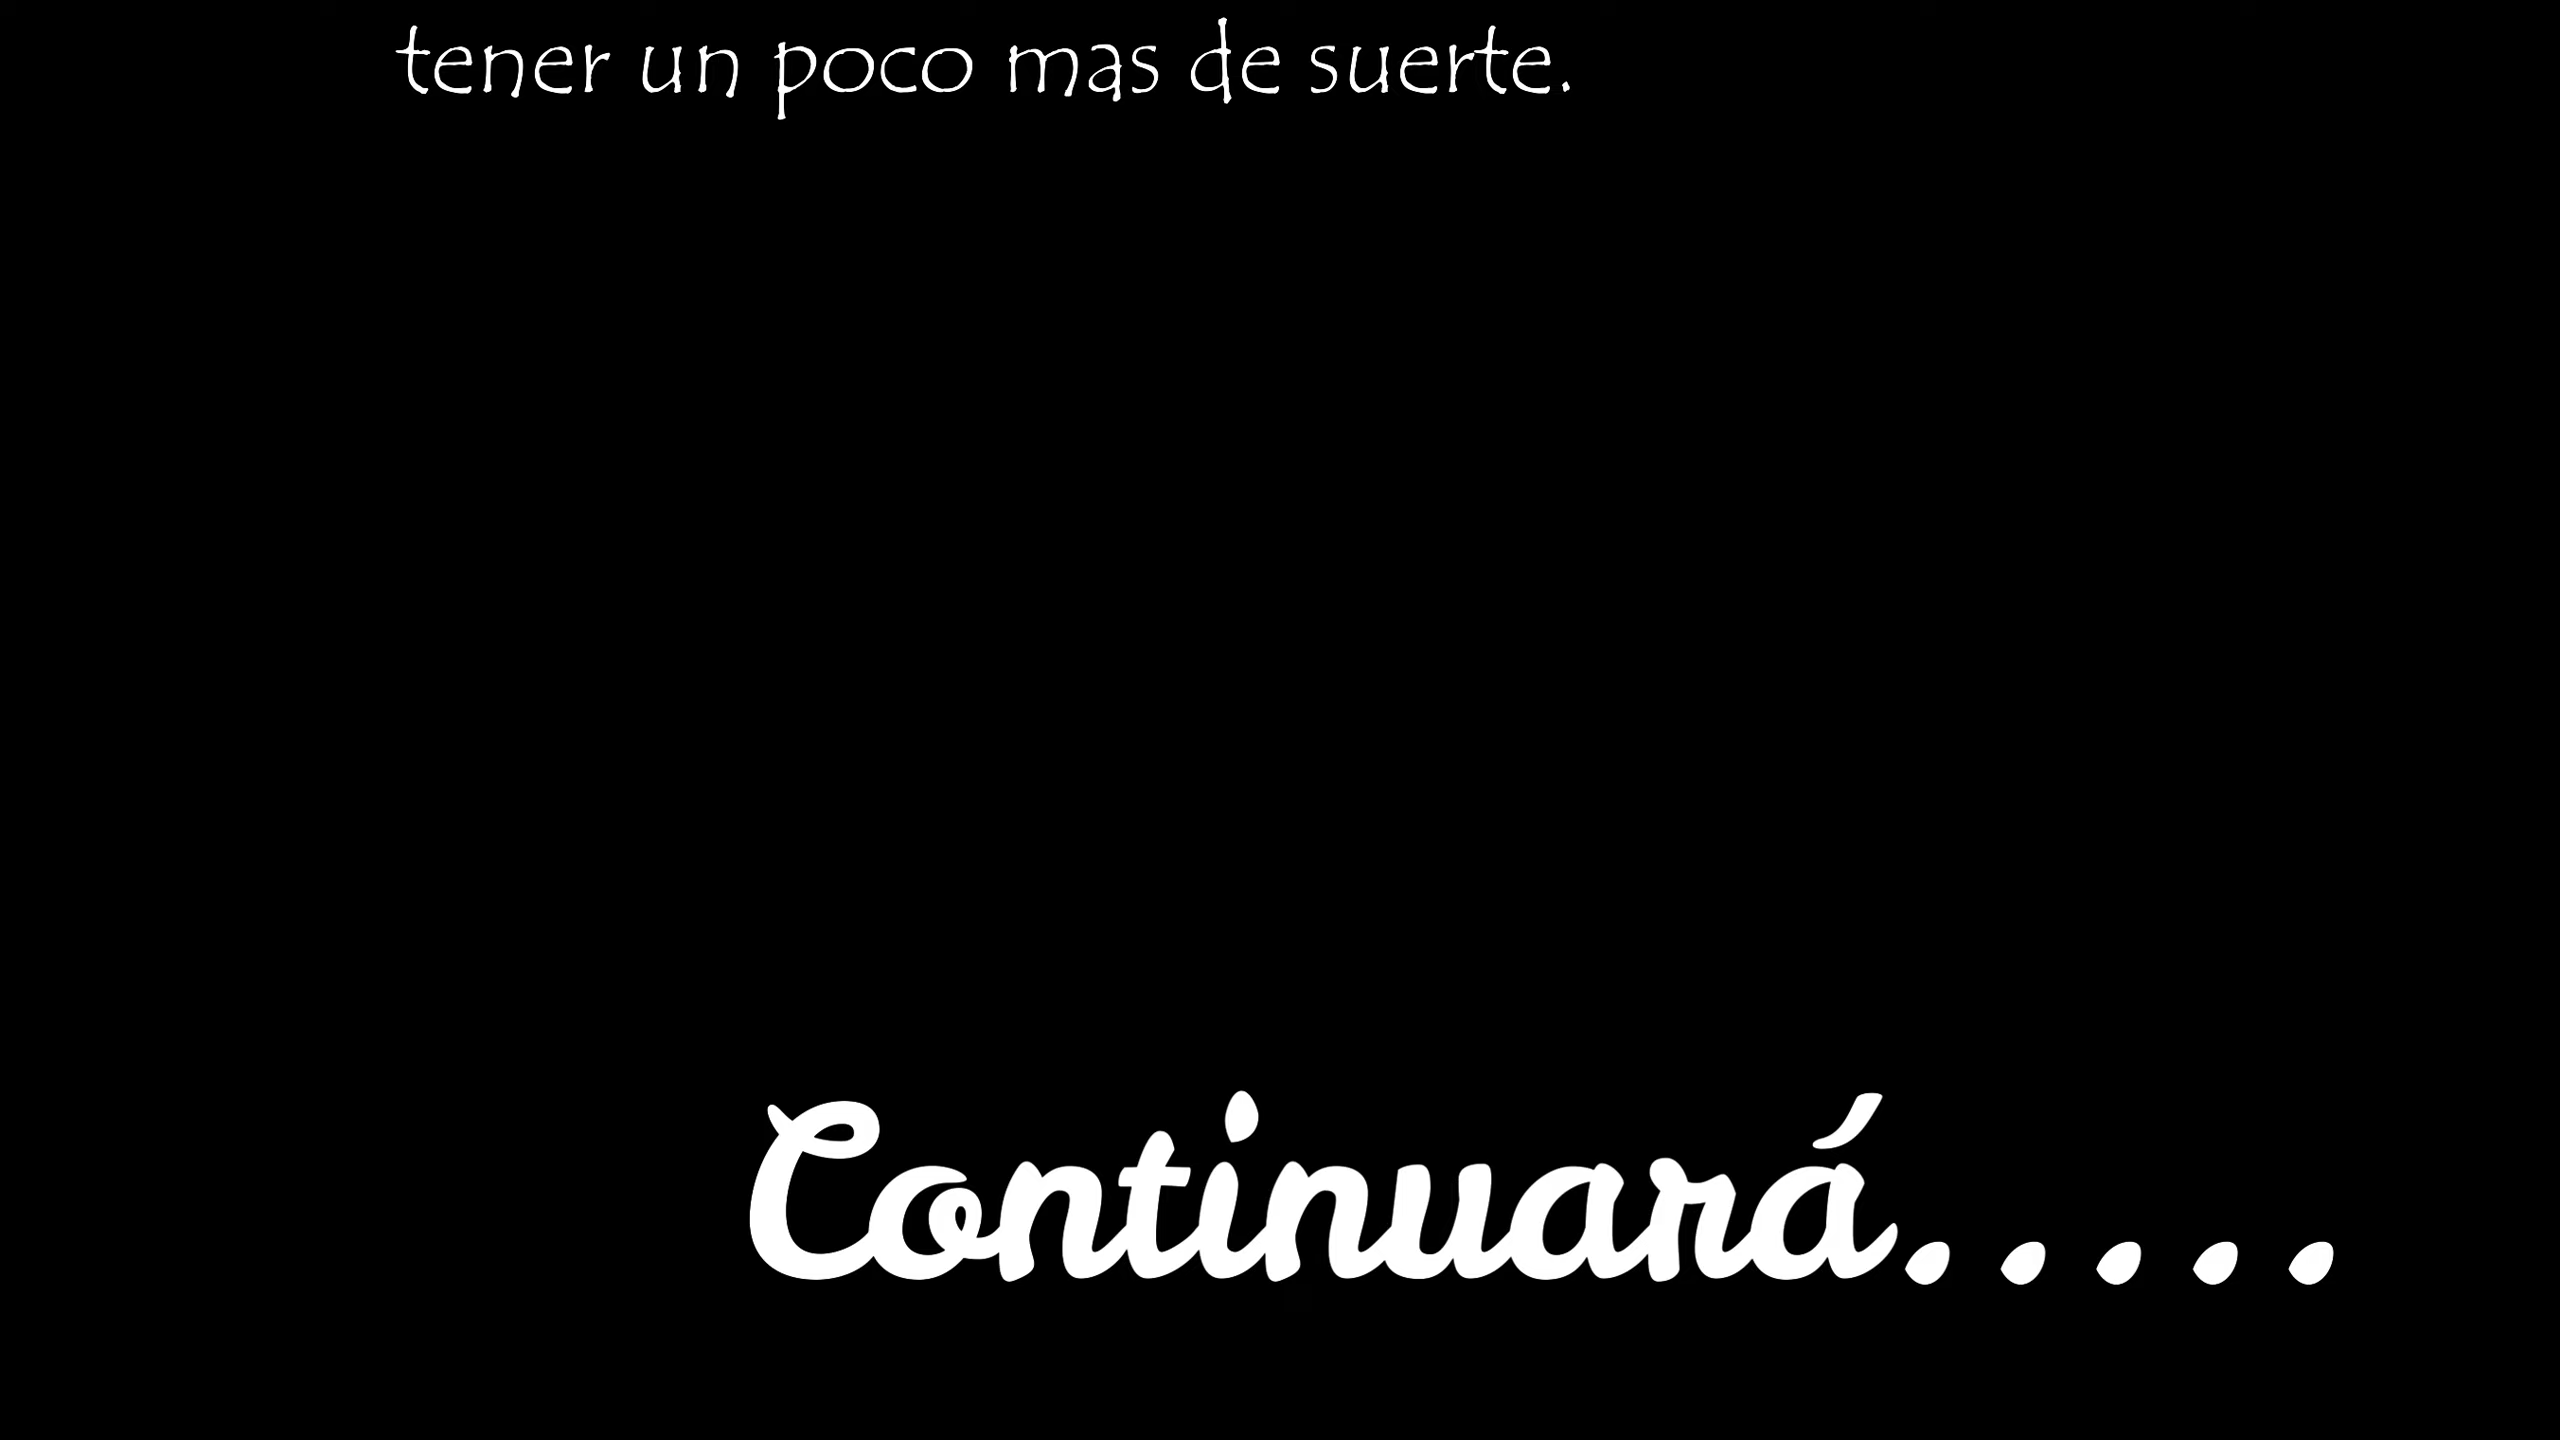 tener un poco mas de suerte.
Continuará.....